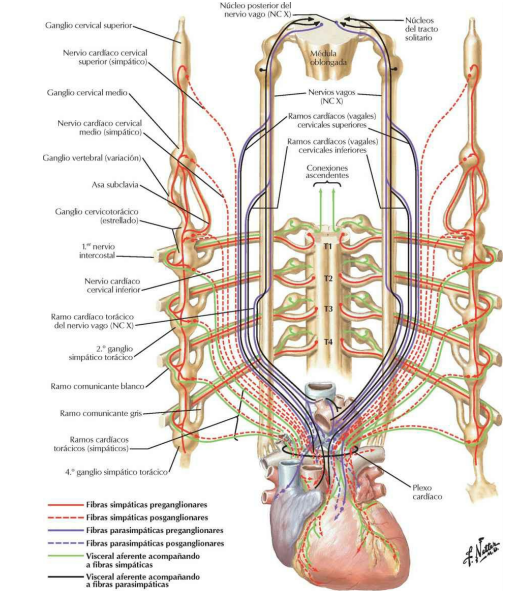 Núcleo posterior del
nervio vago (NC X)
Núcleos
del tracto
solitario
Ganglio cervical superior
Médula
oblongada
Nervio cardíaco cervical
superior (simpático)
Nervios vagos
(NC X)
Ganglio cervical medio
Ramos cardíacos (vagales)
cervicales superiores
Nervio cardíaco cervical
medio (simpático)
Ramos cardíacos (vagales)
cervicales inferiores
Ganglio vertebral (variación)
Conexiones
ascendentes
Asa subclavia
Ganglio cervicotorácico
(estrellado)
T1
1.er nervio
intercostal
T2
Nervio cardíaco
cervical inferior
T3
Ramo cardíaco torácico
del nervio vago (NC X)
T4
2.º ganglio
simpático torácico
Ramo comunicante blanco
Ramo comunicante gris
Ramos cardíacos
torácicos (simpáticos)
4.º ganglio simpático torácico
Plexo
cardíaco
Fibras simpáticas preganglionares
Fibras simpáticas posganglionares
Fibras parasimpáticas preganglionares
Fibras parasimpáticas posganglionares
Visceral aferente acompañando
a fibras simpáticas
Visceral aferente acompañando
a fibras parasimpáticas
F. Netter
M.D.